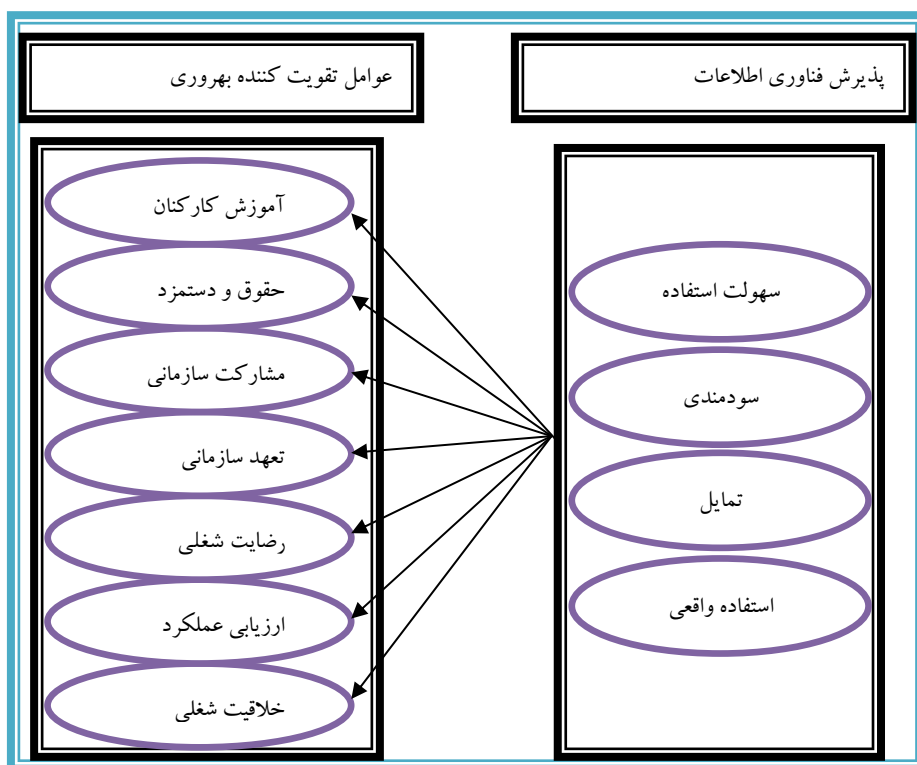 پذیرش فناوری اطلاعات
عوامل تقویت کننده بهروری
سهولت استفاده
سودمندی
تمایل
استفاده واقعی
آموزش کارکنان
حقوق و دستمزد
مشارکت سازمانی
تعهد سازمانی
رضایت شغلی
ارزیابی عملکرد
خلاقیت شغلی